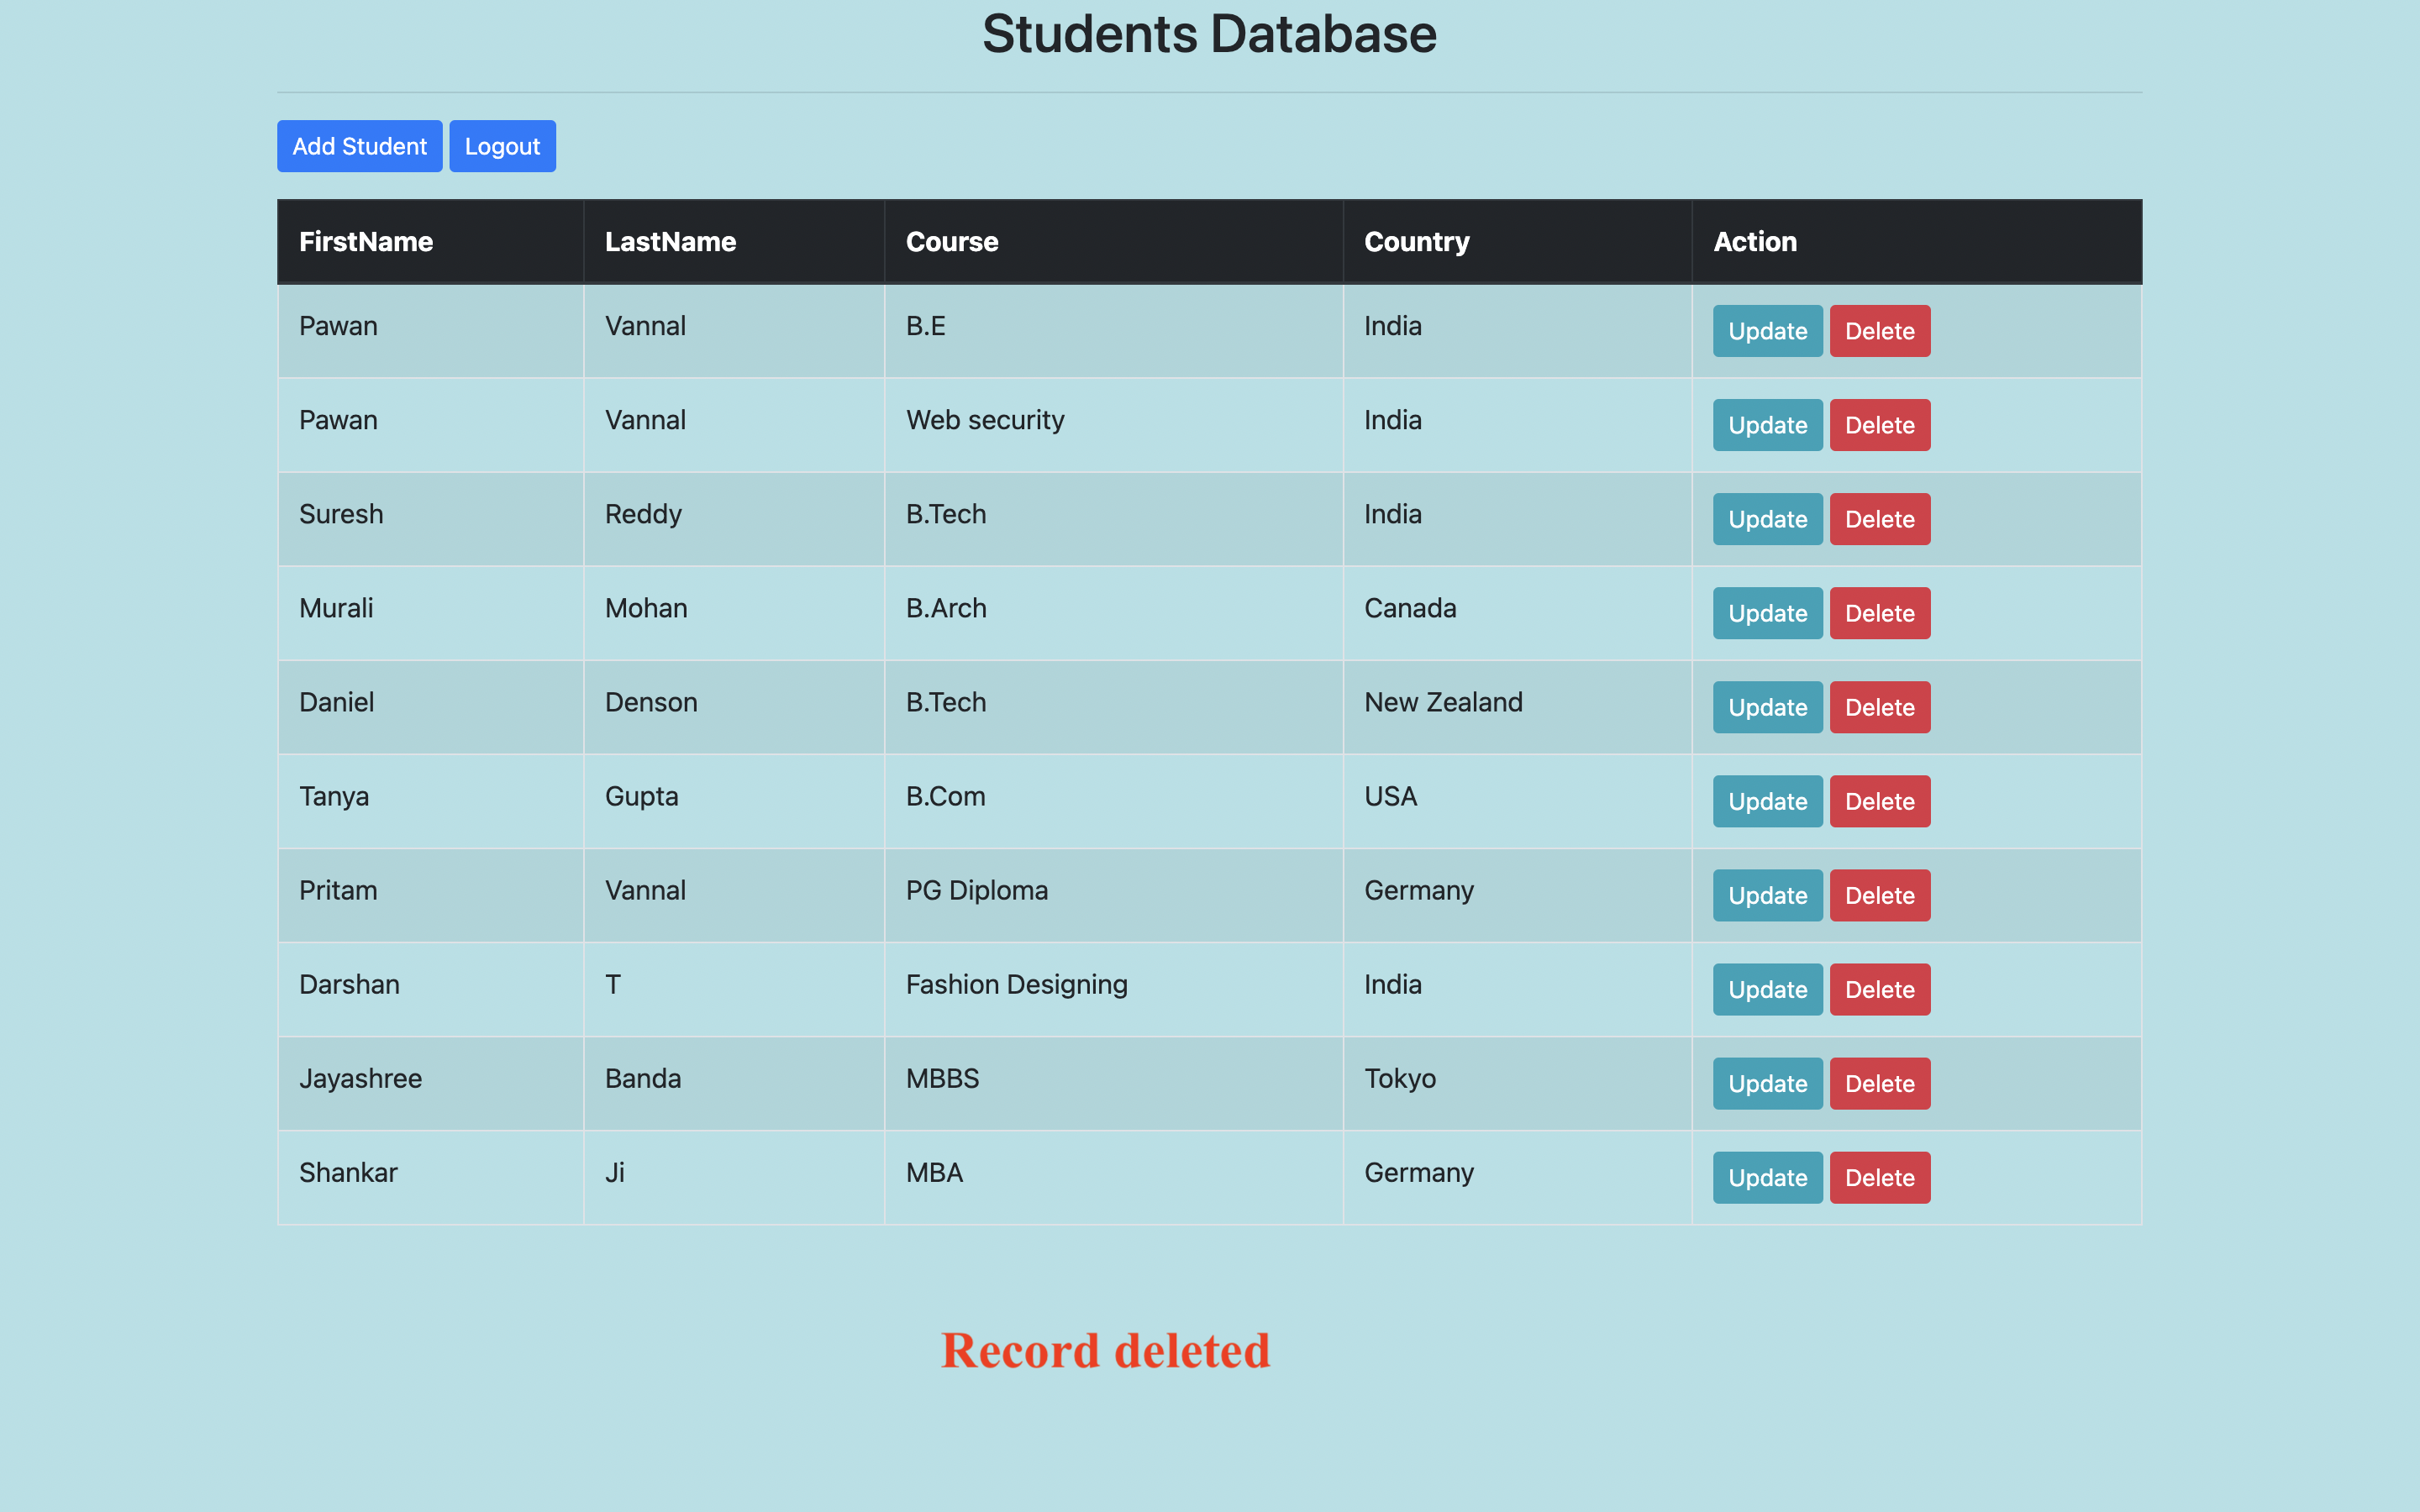 Students Database
Add Student Logout
FirstName LastName Course Country Action
Pawan Vannal B.E India Update Delete
Pawan Vannal Web security India Update Delete
Suresh Reddy B.Tech India Update Delete
Murali Mohan B.Arch Canada Update Delete
Daniel Denson B.Tech New Zealand Update Delete
Tanya Gupta B.Com USA Update Delete
Pritam Vannal PG Diploma Germany Update Delete
Darshan T Fashion Designing India Update Delete
Jayashree Banda MBBS Tokyo Update Delete
Shankar Ji MBA Germany Update Delete
Record deleted